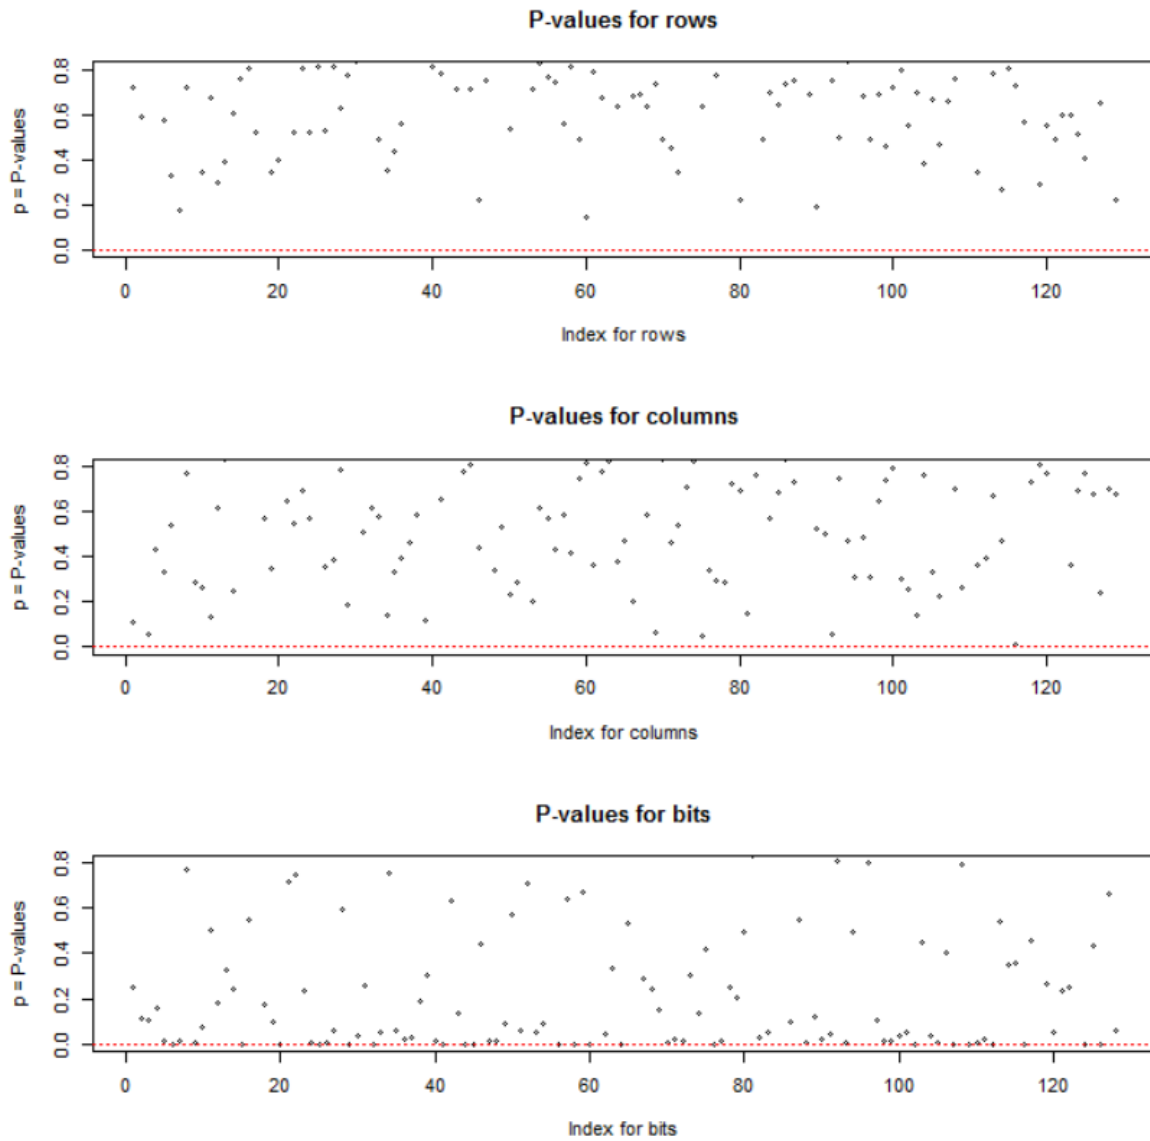 P-values for rows
p = P-values
0.8
0.6
0.4
0.2
0.0
0 20 40 60 80 100 120
Index for rows
P-values for columns
p = P-values
0.8
0.6
0.4
0.2
0.0
0 20 40 60 80 100 120
Index for columns
P-values for bits
p = P-values
0.8
0.6
0.4
0.2
0.0
0 20 40 60 80 100 120
Index for bits